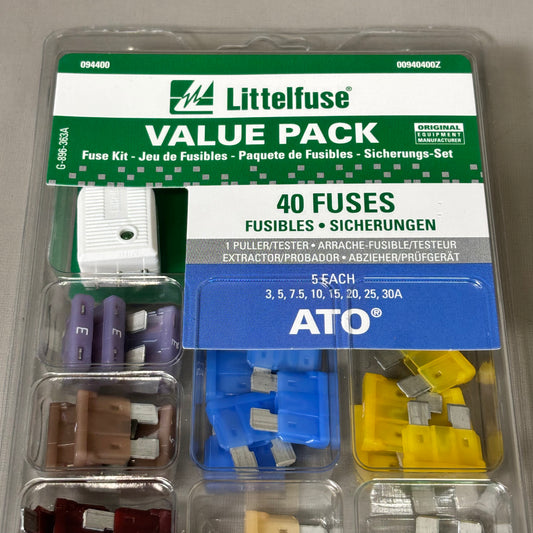 094400
00940400Z
Littelfuse®
VALUE PACK
ORIGINAL
EQUIPMENT
MANUFACTURER
G-896-363A
Fuse Kit - Jeu de Fusibles - Paquete de Fusibles - Sicherungs-Set
40 FUSES
FUSIBLES • SICHERUNGEN
1 PULLER/TESTER • ARRACHE-FUSIBLE/TESTEUR
EXTRACTOR/PROBADOR • ABZIEHER/PRÜFGERÄT
5 EACH
3, 5, 7.5, 10, 15, 20, 25, 30A
ATO®
3
3